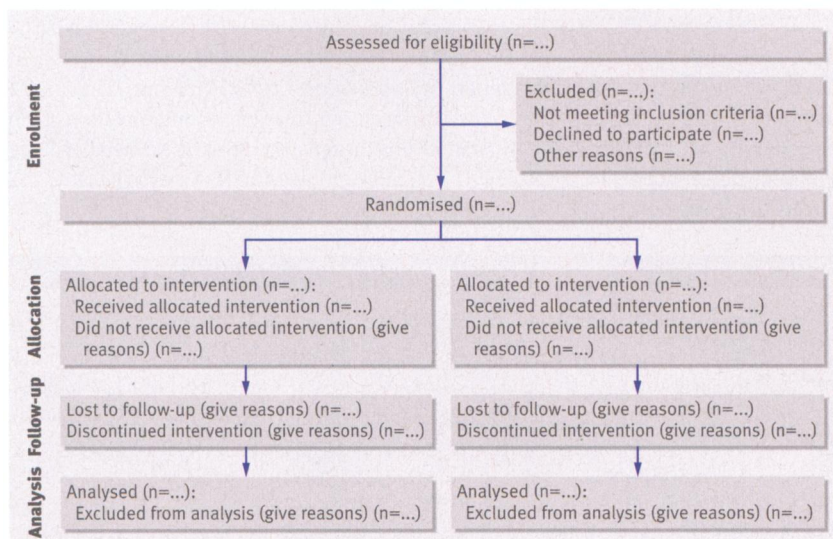 Assessed for eligibility (n=...)
Enrolment
Excluded (n=...):
Not meeting inclusion criteria (n=...)
Declined to participate (n=...)
Other reasons (n=...)
Randomised (n=...)
Allocation
Allocated to intervention (n=...):
Received allocated intervention (n=...)
Did not receive allocated intervention (give
reasons) (n=...)
Allocated to intervention (n=...):
Received allocated intervention (n=...)
Did not receive allocated intervention (give
reasons) (n=...)
Follow-up
Lost to follow-up (give reasons) (n=...)
Discontinued intervention (give reasons) (n=...)
Lost to follow-up (give reasons) (n=...)
Discontinued intervention (give reasons) (n=...)
Analysis
Analysed (n=...):
Excluded from analysis (give reasons) (n=...)
Analysed (n=...):
Excluded from analysis (give reasons) (n=...)